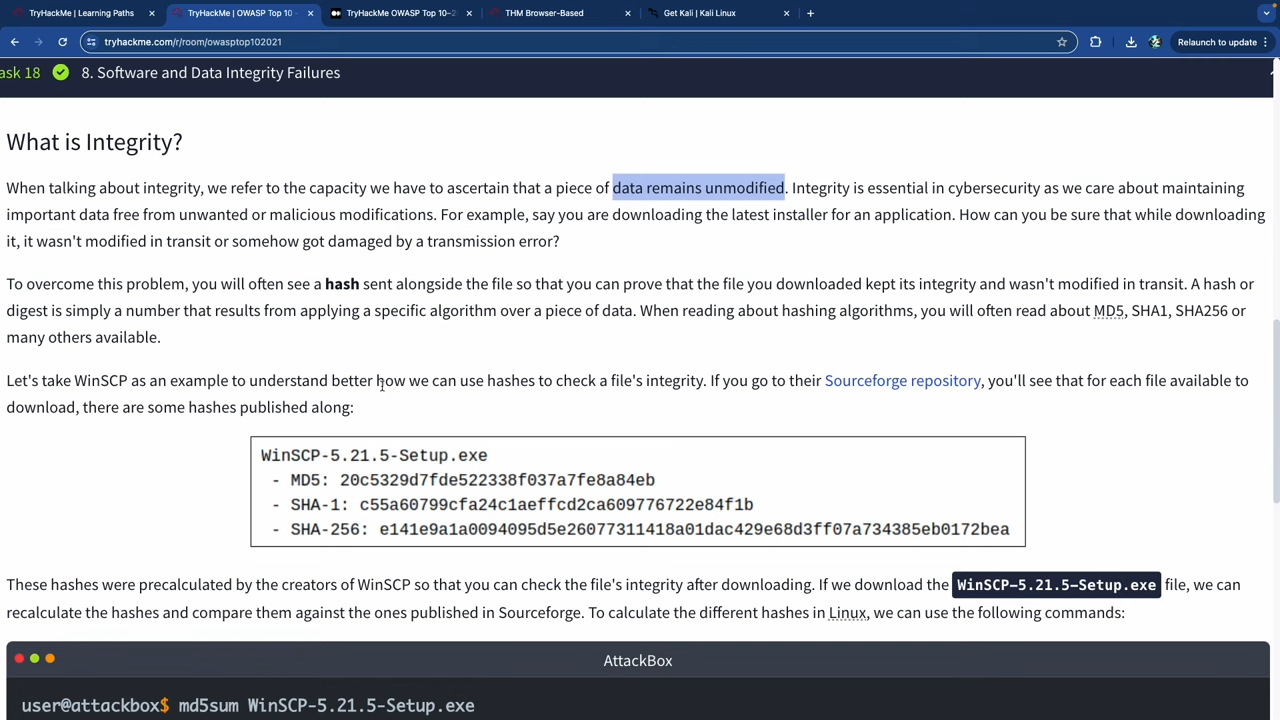 TryHackMe | Learning Paths
TryHackMe | OWASP Top 10 -
TryHackMe OWASP Top 10–2
THM Browser-Based
Get Kali | Kali Linux
tryhackme.com/r/room/owasptop102021
Relaunch to update
ask 18 8. Software and Data Integrity Failures
What is Integrity?
When talking about integrity, we refer to the capacity we have to ascertain that a piece of data remains unmodified. Integrity is essential in cybersecurity as we care about maintaining
important data free from unwanted or malicious modifications. For example, say you are downloading the latest installer for an application. How can you be sure that while downloading
it, it wasn't modified in transit or somehow got damaged by a transmission error?
To overcome this problem, you will often see a hash sent alongside the file so that you can prove that the file you downloaded kept its integrity and wasn't modified in transit. A hash or
digest is simply a number that results from applying a specific algorithm over a piece of data. When reading about hashing algorithms, you will often read about MD5, SHA1, SHA256 or
many others available.
Let's take WinSCP as an example to understand better how we can use hashes to check a file's integrity. If you go to their Sourceforge repository, you'll see that for each file available to
download, there are some hashes published along:
WinSCP-5.21.5-Setup.exe
- MD5: 20c5329d7fde522338f037a7fe8a84eb
- SHA-1: c55a60799cfa24c1aeffcd2ca609776722e84f1b
- SHA-256: e141e9a1a0094095d5e26077311418a01dac429e68d3ff07a734385eb0172bea
These hashes were precalculated by the creators of WinSCP so that you can check the file's integrity after downloading. If we download the WinSCP-5.21.5-Setup.exe file, we can
recalculate the hashes and compare them against the ones published in Sourceforge. To calculate the different hashes in Linux, we can use the following commands:
AttackBox
user@attackbox$ md5sum WinSCP-5.21.5-Setup.exe